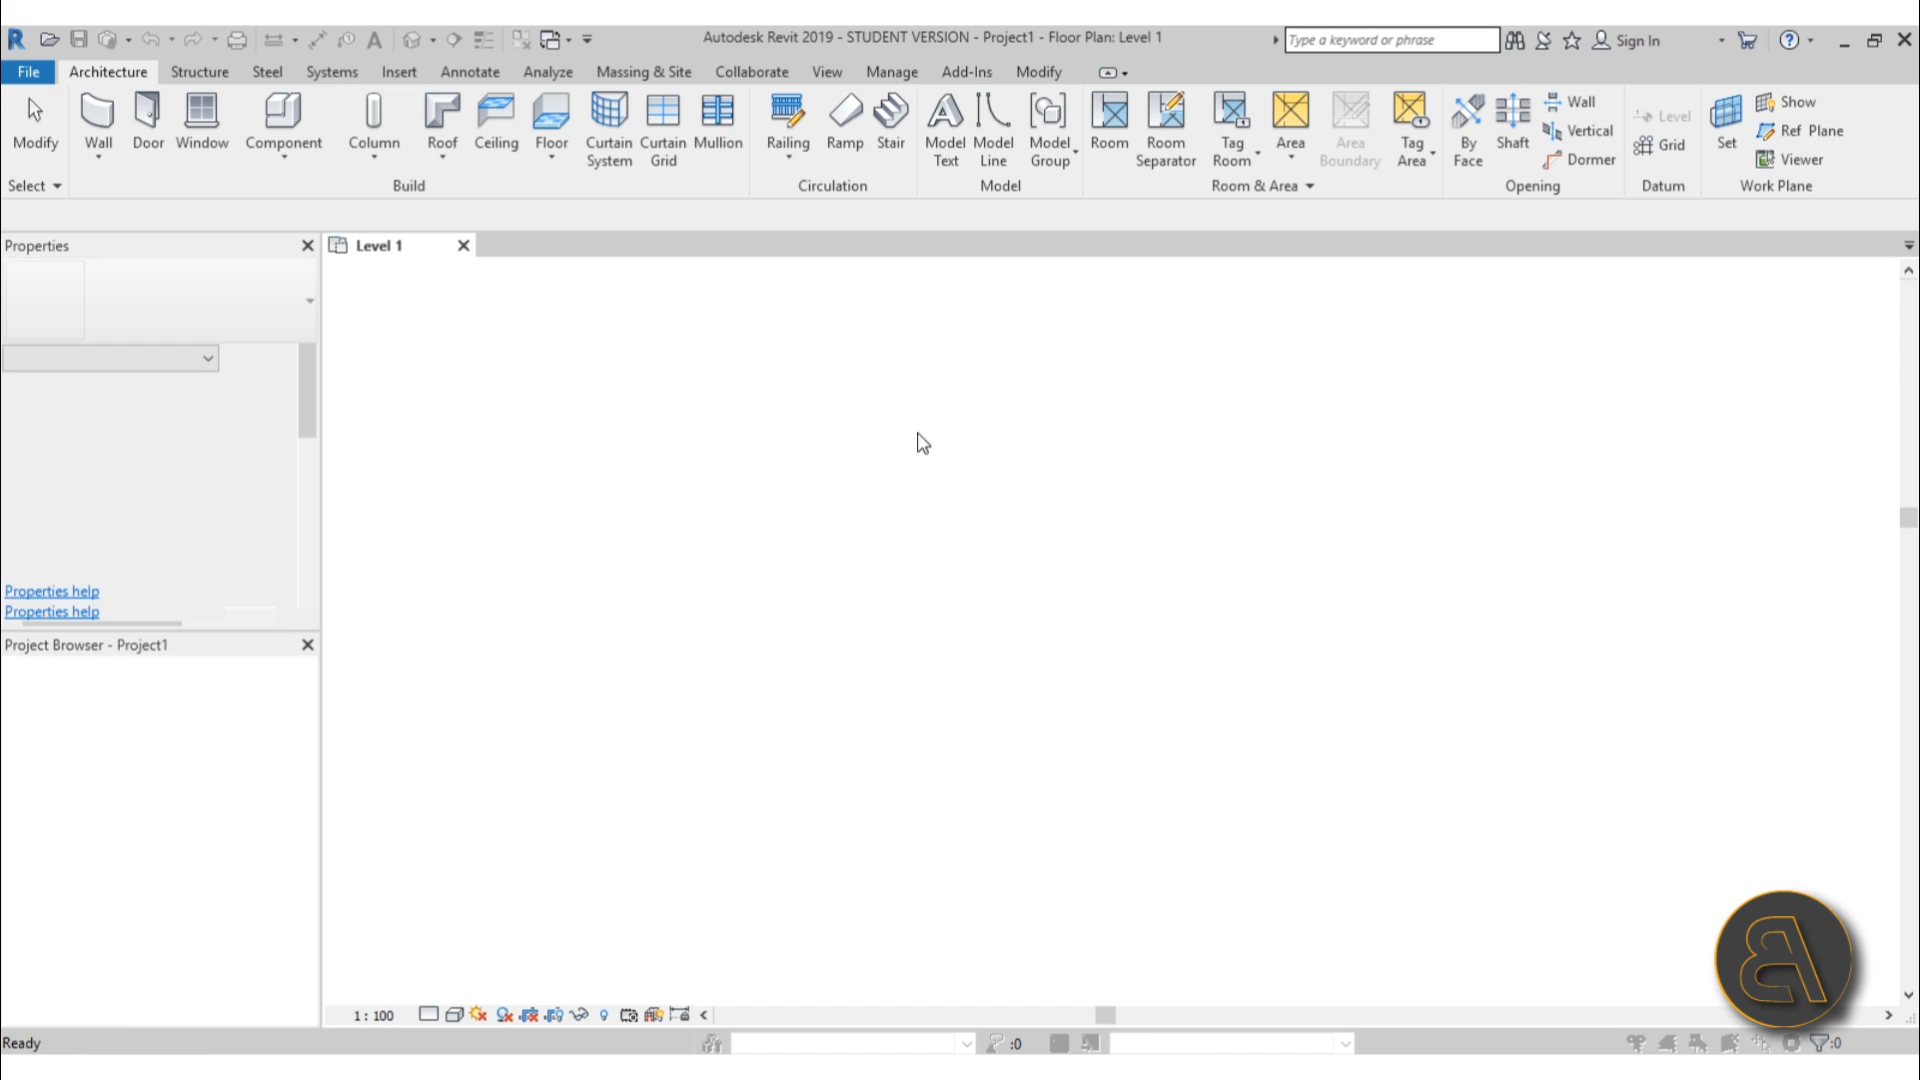 Autodesk Revit 2019 - STUDENT VERSION - Project1 - Floor Plan: Level 1
Type a keyword or phrase
Sign In
File Architecture Structure Steel Systems Insert Annotate Analyze Massing & Site Collaborate View Manage Add-Ins Modify
Modify
Wall
Door
Window
Component
Column
Roof
Ceiling
Floor
Curtain System
Curtain Grid
Mullion
Railing
Ramp
Stair
Model Text
Model Line
Model Group
Room
Room Separator
Tag Room
Area
Area Boundary
Tag Area
By Face
Shaft
Wall
Vertical
Dormer
Level
Grid
Set
Show
Ref Plane
Viewer
Select
Build
Circulation
Model
Room & Area
Opening
Datum
Work Plane
Properties
Level 1
Properties help
Properties help
Project Browser - Project1
1 : 100
Ready
:0
:0